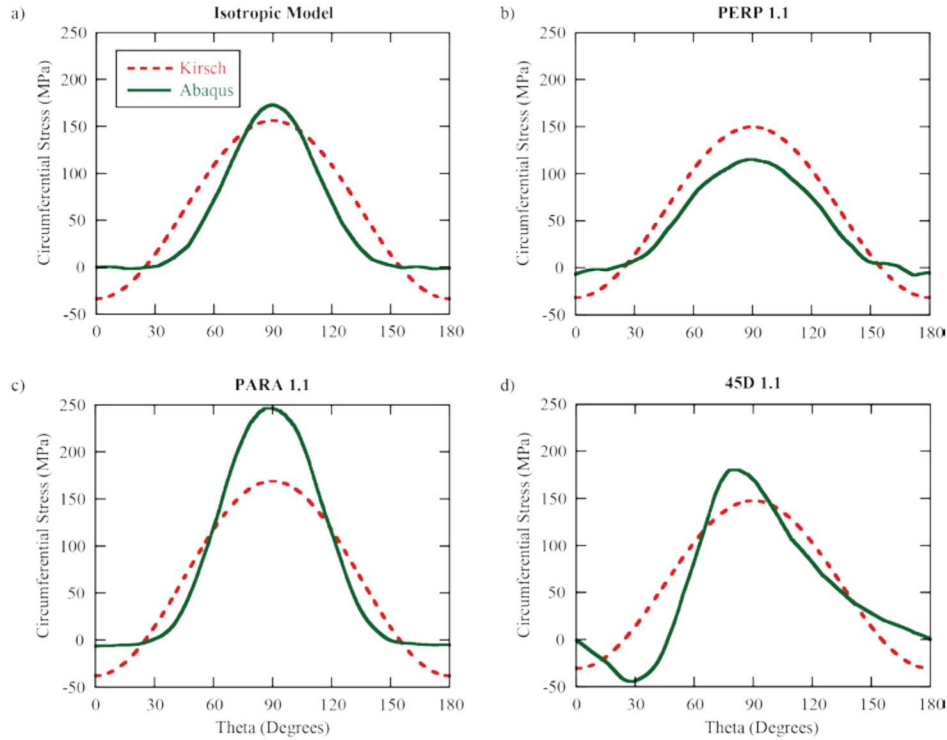 a)
Isotropic Model
250
200
150
100
50
0
-50
Circumferential Stress (MPa)
Kirsch
Abaqus
0 30 60 90 120 150 180
b)
PERP 1.1
250
200
150
100
50
0
-50
Circumferential Stress (MPa)
0 30 60 90 120 150 180
c)
PARA 1.1
250
200
150
100
50
0
-50
Circumferential Stress (MPa)
0 30 60 90 120 150 180
Theta (Degrees)
d)
45D 1.1
250
200
150
100
50
0
-50
Circumferential Stress (MPa)
0 30 60 90 120 150 180
Theta (Degrees)